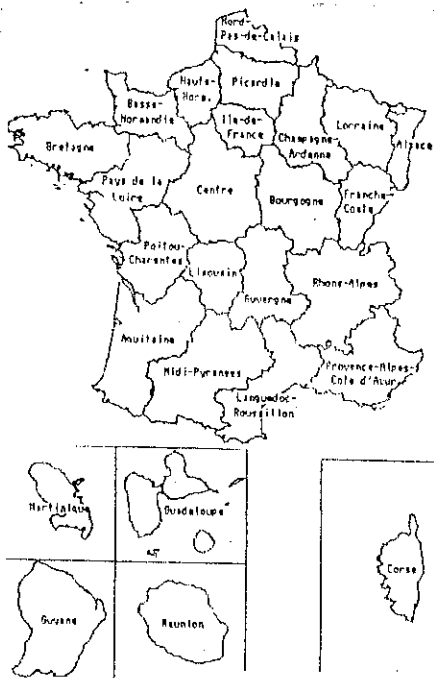 Nord-
Pas-de-Calais
Haute-
Norm.
Picardie
Basse-
Normandie
Ile-de-
France
Champagne-
Ardenne
Lorraine
Alsace
Bretagne
Pays de la
Loire
Centre
Bourgogne
Franche-
Comte
Poitou-
Charentes
Limousin
Auvergne
Rhone-Alpes
Aquitaine
Midi-Pyrenees
Languedoc-
Roussillon
Provence-Alpes-
Cote d'Azur
Martinique
Guadeloupe
Corse
Guyane
Reunion